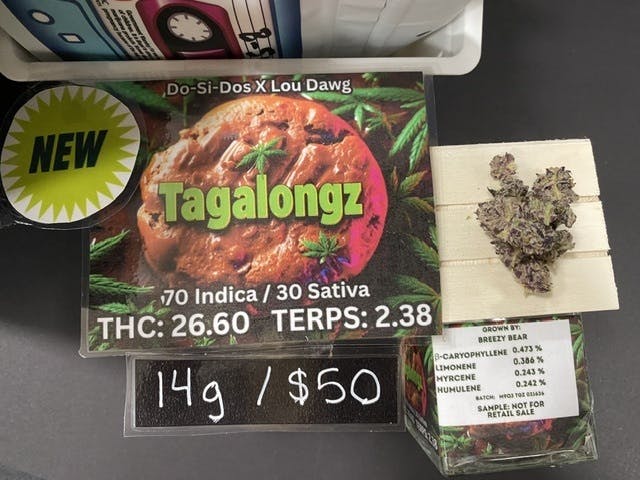 NEW
Do-Si-Dos X Lou Dawg
Tagalongz
70 Indica / 30 Sativa
THC: 26.60 TERPS: 2.38
14g / $50
GROWN BY:
BREEZY BEAR
β-CARYOPHYLLENE 0.473 %
LIMONENE 0.386 %
MYRCENE 0.243 %
HUMULENE 0.242 %
BATCH:
SAMPLE: NOT FOR
RETAIL SALE